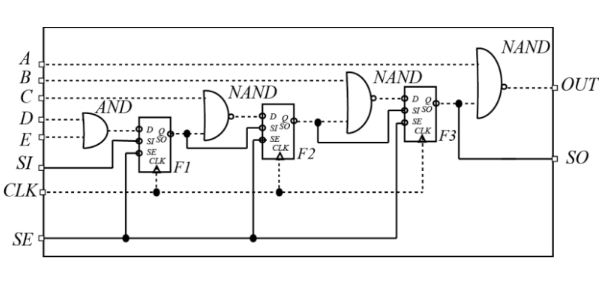 A
NAND
B
NAND
OUT
C
NAND
D
AND
E
D Q
SI SO
SE
CLK
F1
D Q
SI SO
SE
CLK
F2
D Q
SI SO
SE
CLK
F3
SI
SO
CLK
SE